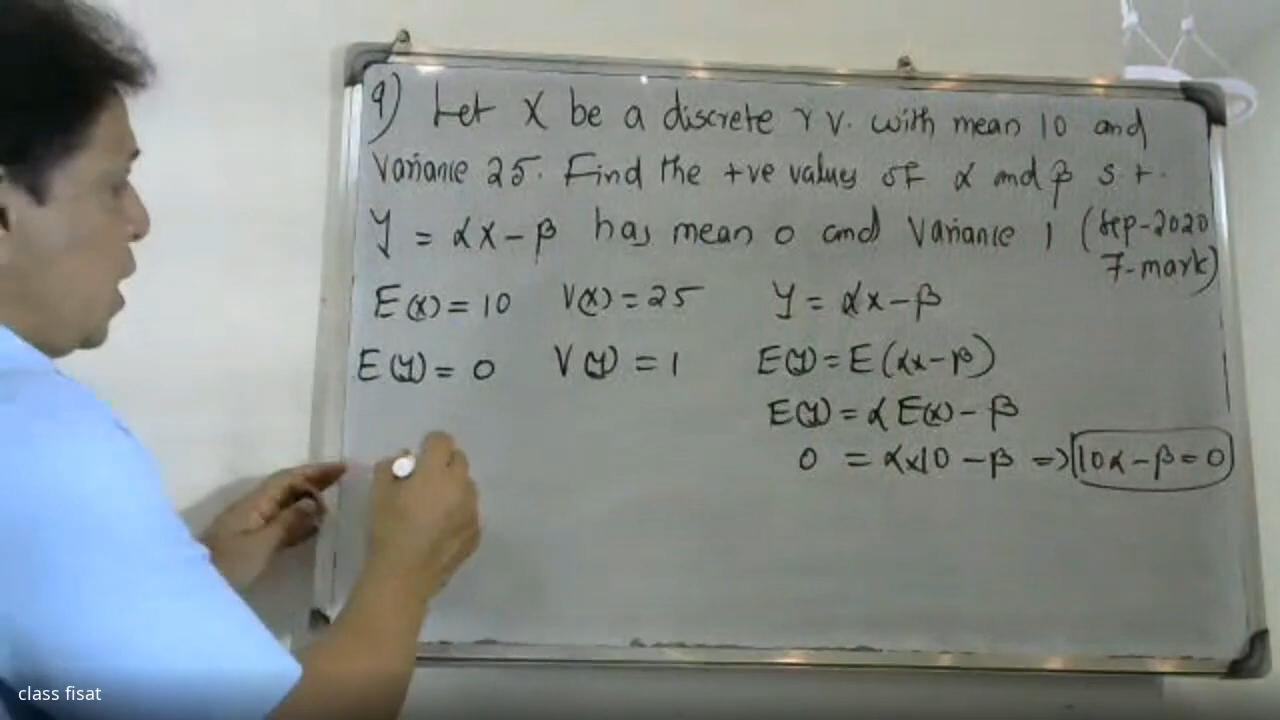 9) Let X be a discrete r v. with mean 10 and
Variance 25. Find the +ve values of α and β s t.
Y = αX - β has mean 0 and Variance 1 (Sep-2020
7-mark)
E(X) = 10 V(X) = 25 Y = αx - β
E(Y) = 0 V(Y) = 1 E(Y) = E(αx - β)
E(Y) = α E(X) - β
0 = α×10 - β => 10α - β = 0
class fisat